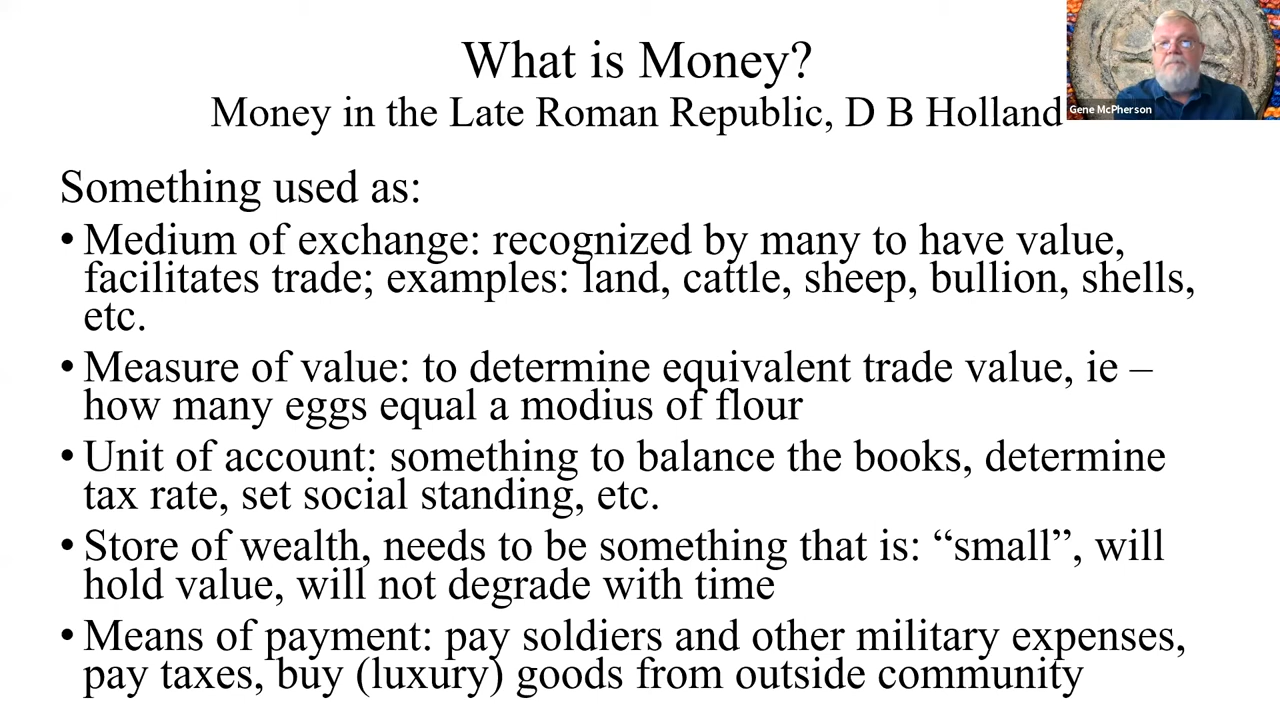 What is Money?
Money in the Late Roman Republic, D B Holland
Gene McPherson
Something used as:
• Medium of exchange: recognized by many to have value,
facilitates trade; examples: land, cattle, sheep, bullion, shells,
etc.
• Measure of value: to determine equivalent trade value, ie –
how many eggs equal a modius of flour
• Unit of account: something to balance the books, determine
tax rate, set social standing, etc.
• Store of wealth, needs to be something that is: “small”, will
hold value, will not degrade with time
• Means of payment: pay soldiers and other military expenses,
pay taxes, buy (luxury) goods from outside community